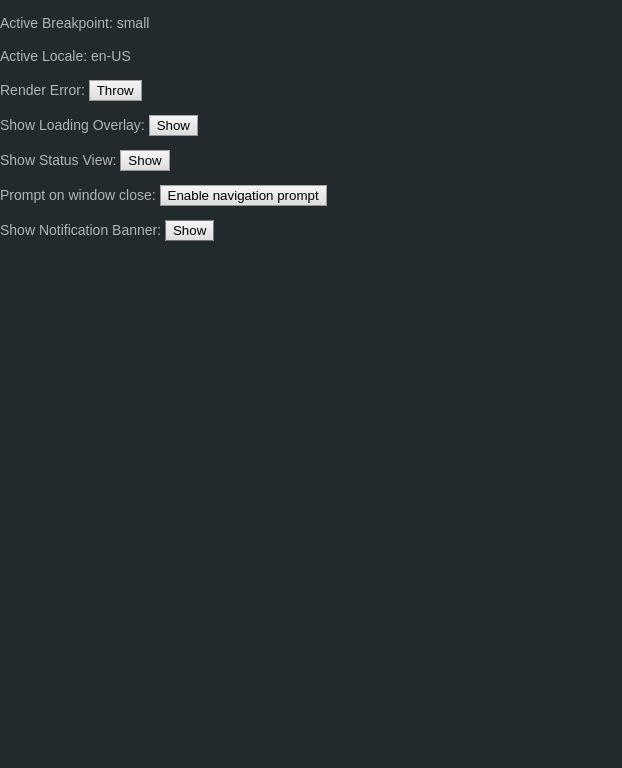 Active Breakpoint: small
Active Locale: en-US
Render Error: Throw
Show Loading Overlay: Show
Show Status View: Show
Prompt on window close: Enable navigation prompt
Show Notification Banner: Show